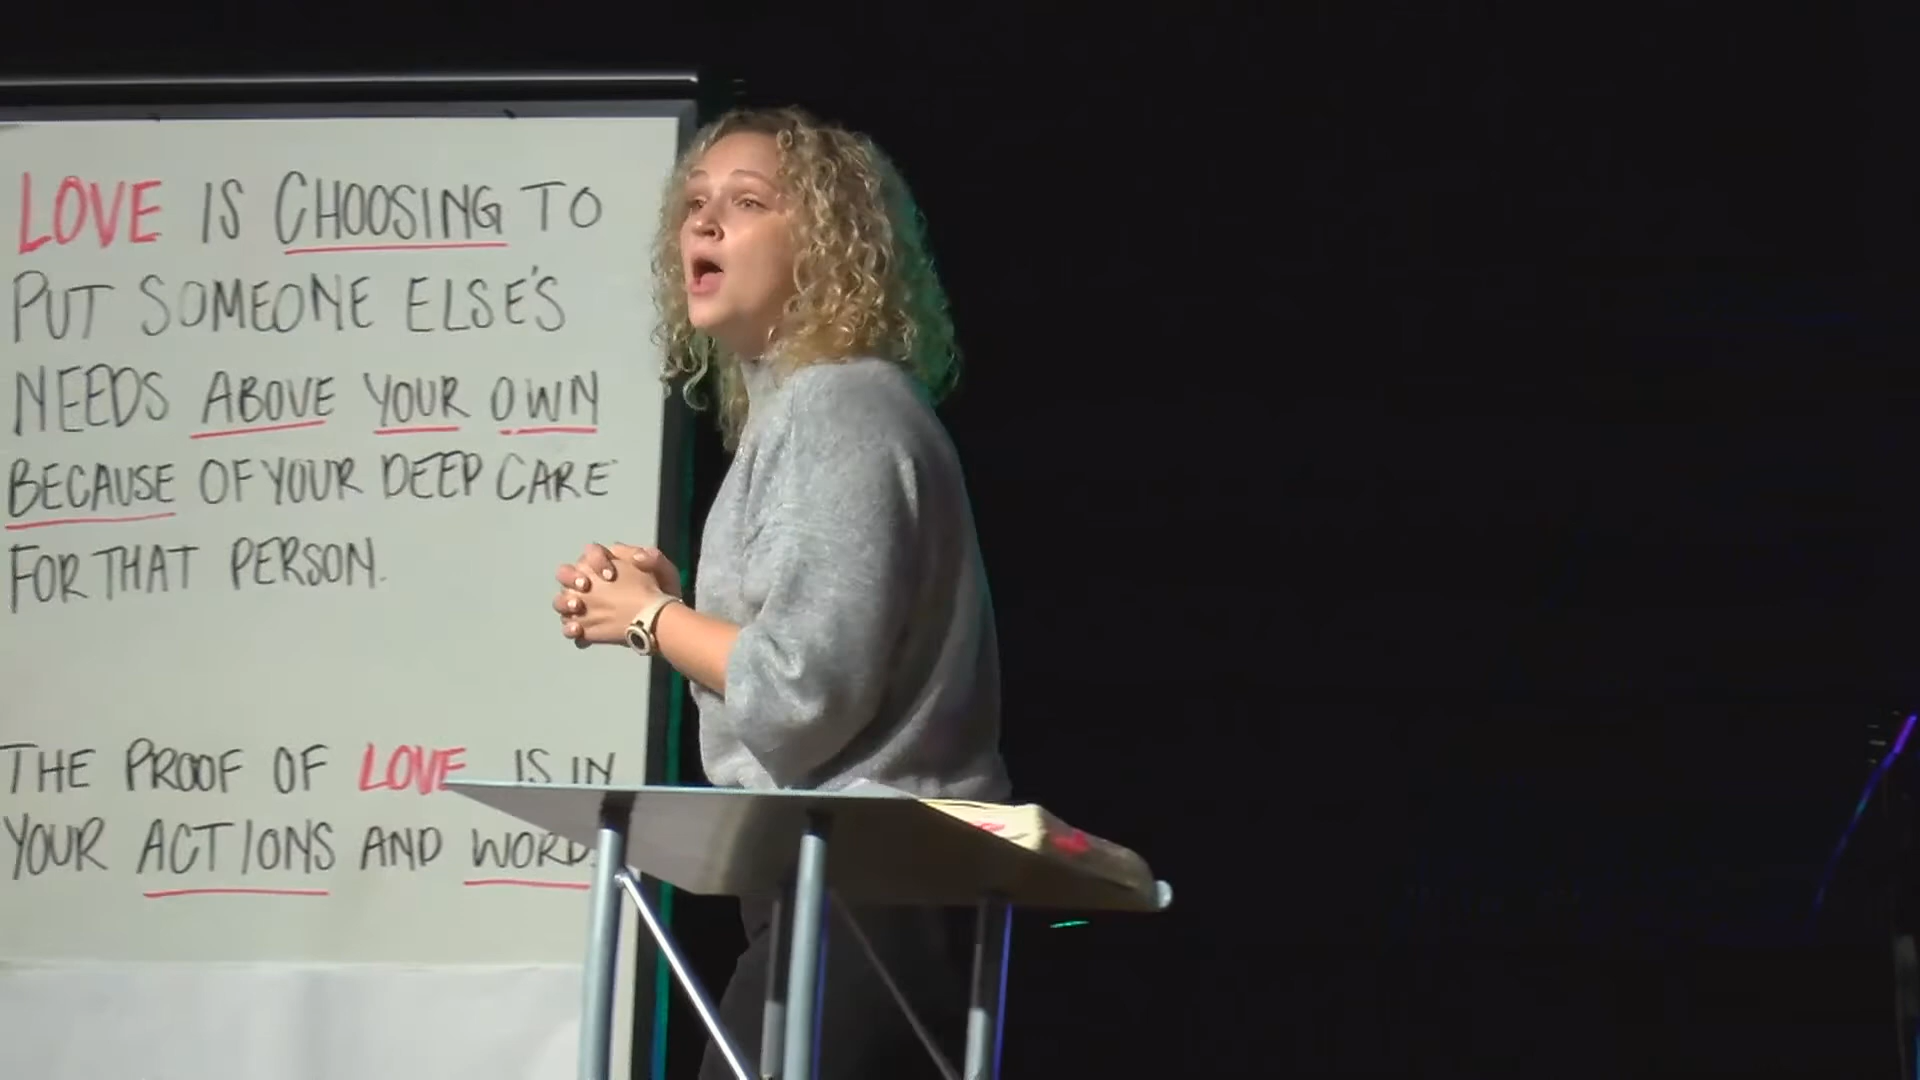 LOVE IS CHOOSING TO
PUT SOMEONE ELSE'S
NEEDS ABOVE YOUR OWN
BECAUSE OF YOUR DEEP CARE
FOR THAT PERSON.
THE PROOF OF LOVE IS IN
YOUR ACTIONS AND WORD